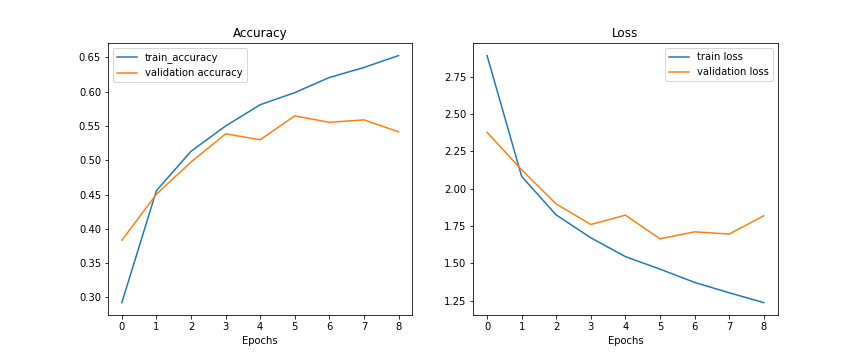 Accuracy
train_accuracy
validation accuracy
0.65
0.60
0.55
0.50
0.45
0.40
0.35
0.30
0 1 2 3 4 5 6 7 8
Epochs
Loss
train loss
validation loss
2.75
2.50
2.25
2.00
1.75
1.50
1.25
0 1 2 3 4 5 6 7 8
Epochs